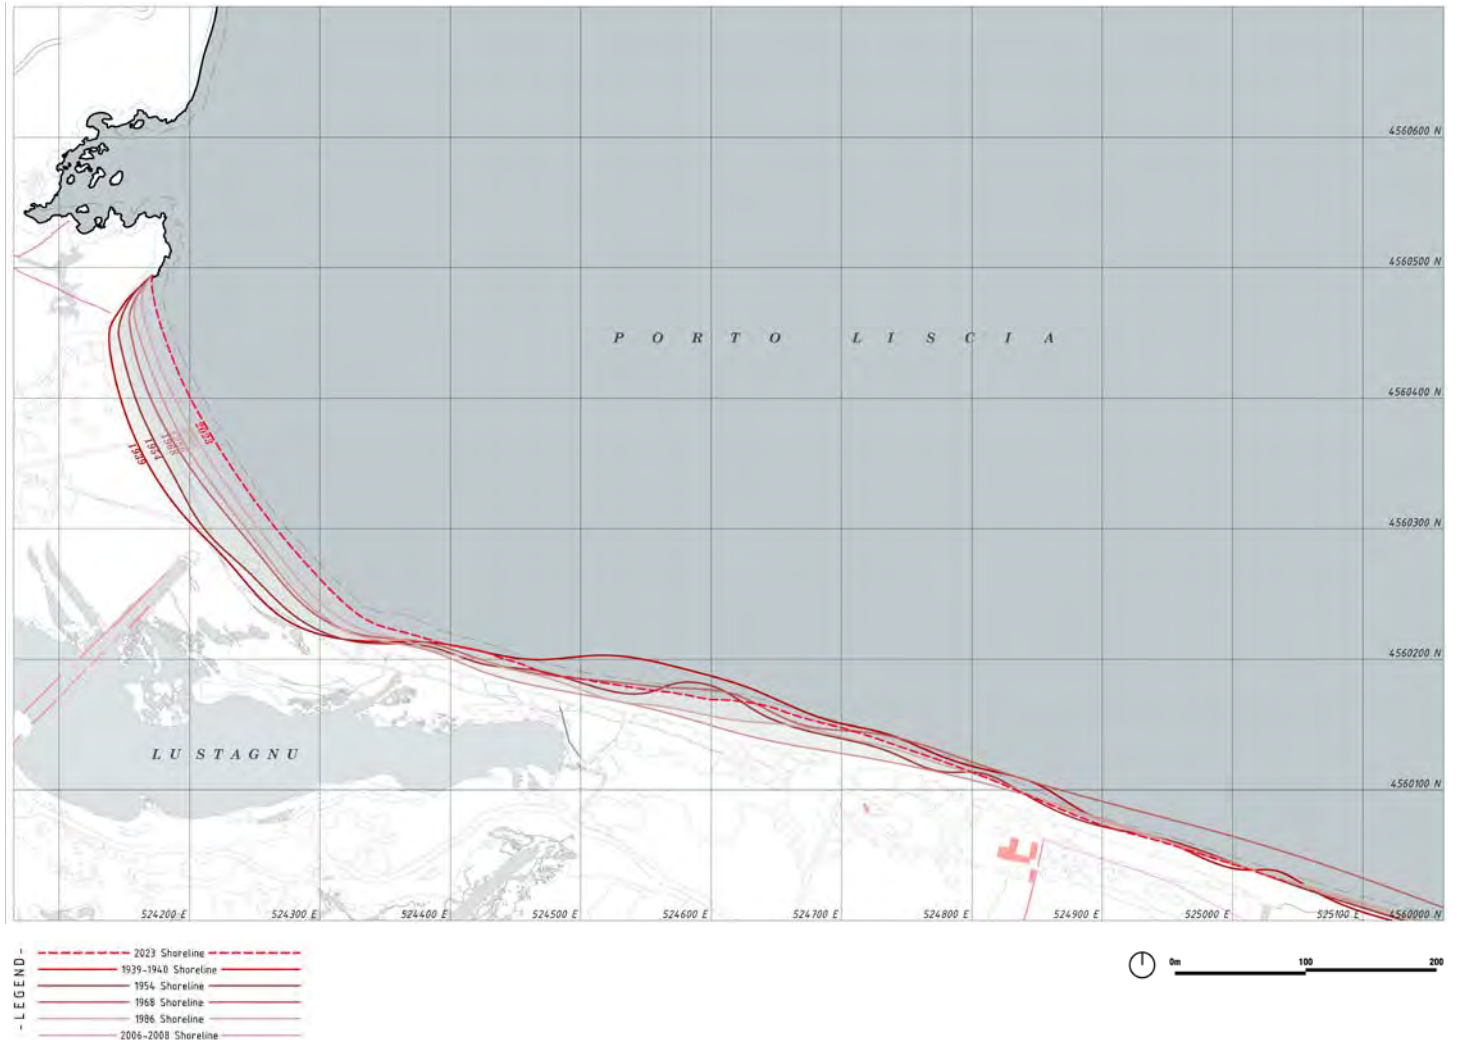 4560600 N
4560500 N
P O R T O L I S C I A
4560400 N
2023
1968
1954
1939
4560300 N
4560200 N
L U S T A G N U
4560100 N
524200 E 524300 E 524400 E 524500 E 524600 E 524700 E 524800 E 524900 E 525000 E 525100 E 4560000 N
-LEGEND-
2023 Shoreline
1939-1940 Shoreline
1954 Shoreline
1968 Shoreline
1986 Shoreline
2006-2008 Shoreline
0m 100 200